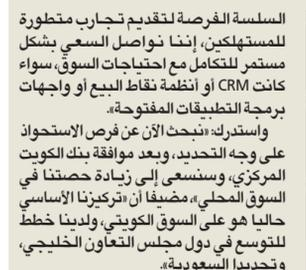 السلسة الفرصة لتقديم تجارب متطورة
للمستهلكين، إننا نواصل السعي بشكل
مستمر للتكامل مع احتياجات السوق، سواء
كانت CRM أو أنظمة نقاط البيع أو واجهات
برمجة التطبيقات المفتوحة».
واستدرك: «نبحث الآن عن فرص الاستحواذ
على وجه التحديد، وبعد موافقة بنك الكويت
المركزي، وسنسعى إلى زيادة حصتنا في
السوق المحلي»، مضيفا أن «تركيزنا الأساسي
حاليا هو على السوق الكويتي، ولدينا خطط
للتوسع في دول مجلس التعاون الخليجي،
وتحديدا السعودية».